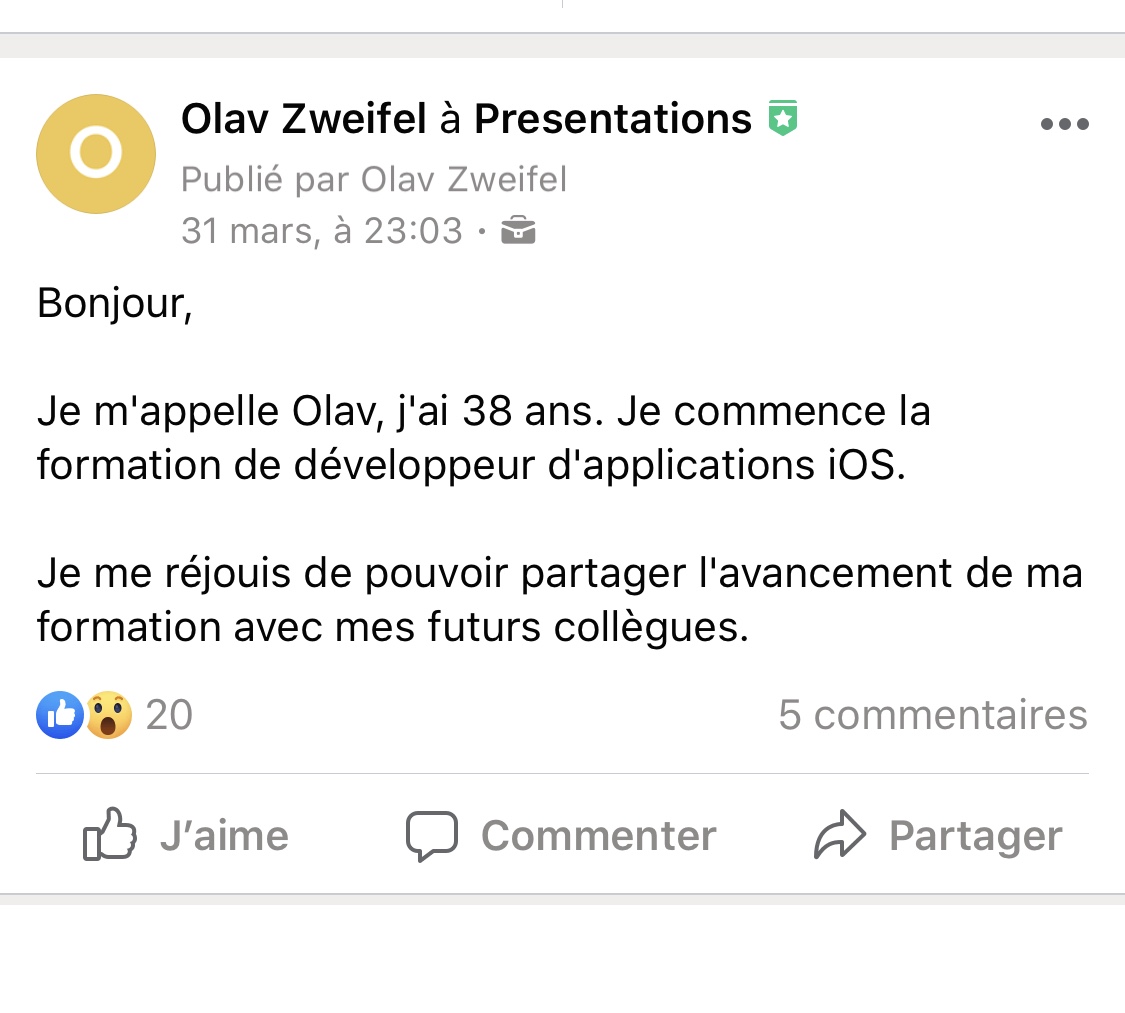 O
Olav Zweifel à Presentations
Publié par Olav Zweifel
31 mars, à 23:03 ·
Bonjour,
Je m'appelle Olav, j'ai 38 ans. Je commence la
formation de développeur d'applications iOS.
Je me réjouis de pouvoir partager l'avancement de ma
formation avec mes futurs collègues.
20 5 commentaires
J’aime Commenter Partager